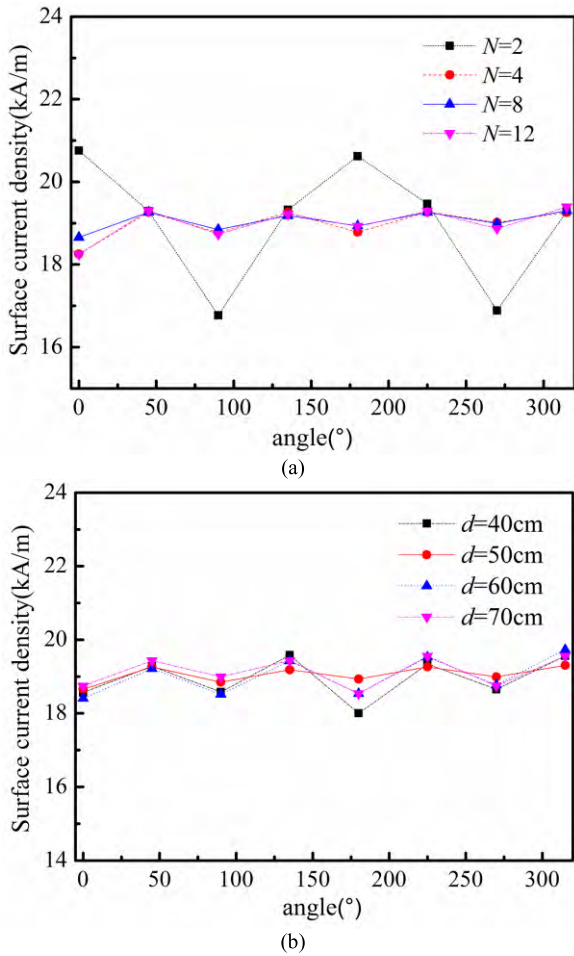 24
22
20
18
16
Surface current density(kA/m)
N=2
N=4
N=8
N=12
0 50 100 150 200 250 300
angle(°)
(a)
24
22
20
18
16
14
Surface current density(kA/m)
d=40cm
d=50cm
d=60cm
d=70cm
0 50 100 150 200 250 300
angle(°)
(b)